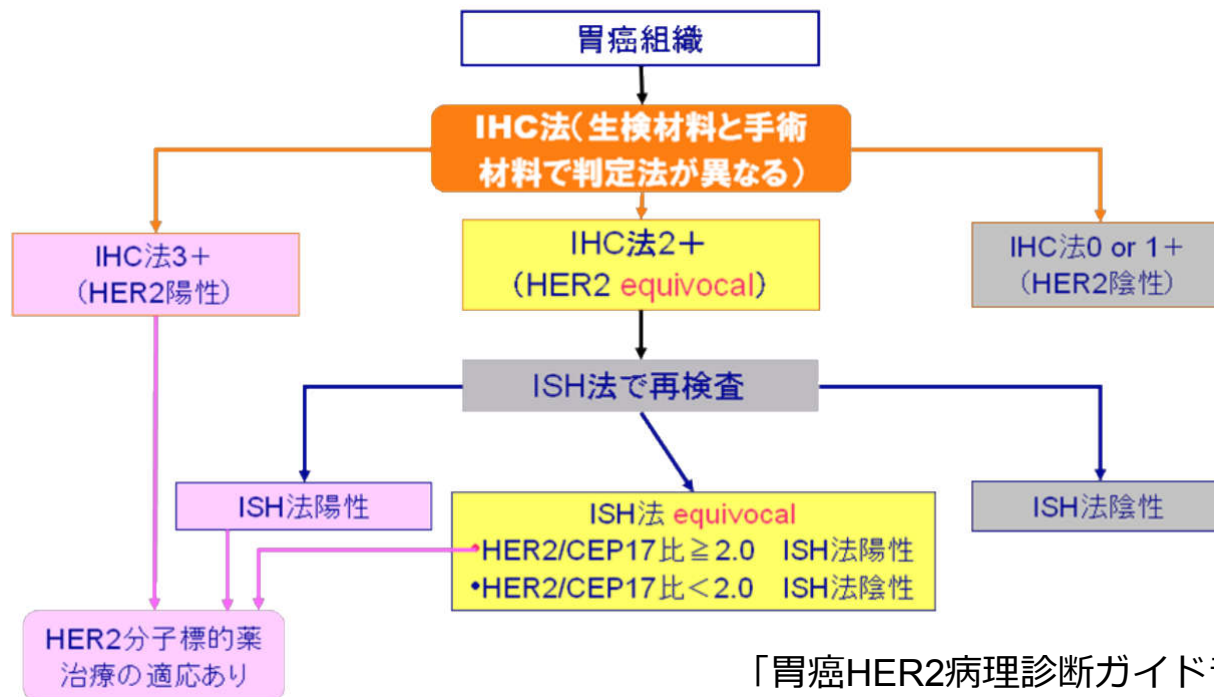 胃癌組織
IHC法（生検材料と手術
材料で判定法が異なる）
IHC法3＋
（HER2陽性）
IHC法2＋
（HER2 equivocal）
IHC法0 or 1＋
（HER2陰性）
ISH法で再検査
ISH法陽性
ISH法 equivocal
•HER2/CEP17比≧2.0 ISH法陽性
•HER2/CEP17比＜2.0 ISH法陰性
ISH法陰性
HER2分子標的薬
治療の適応あり
「胃癌HER2病理診断ガイド